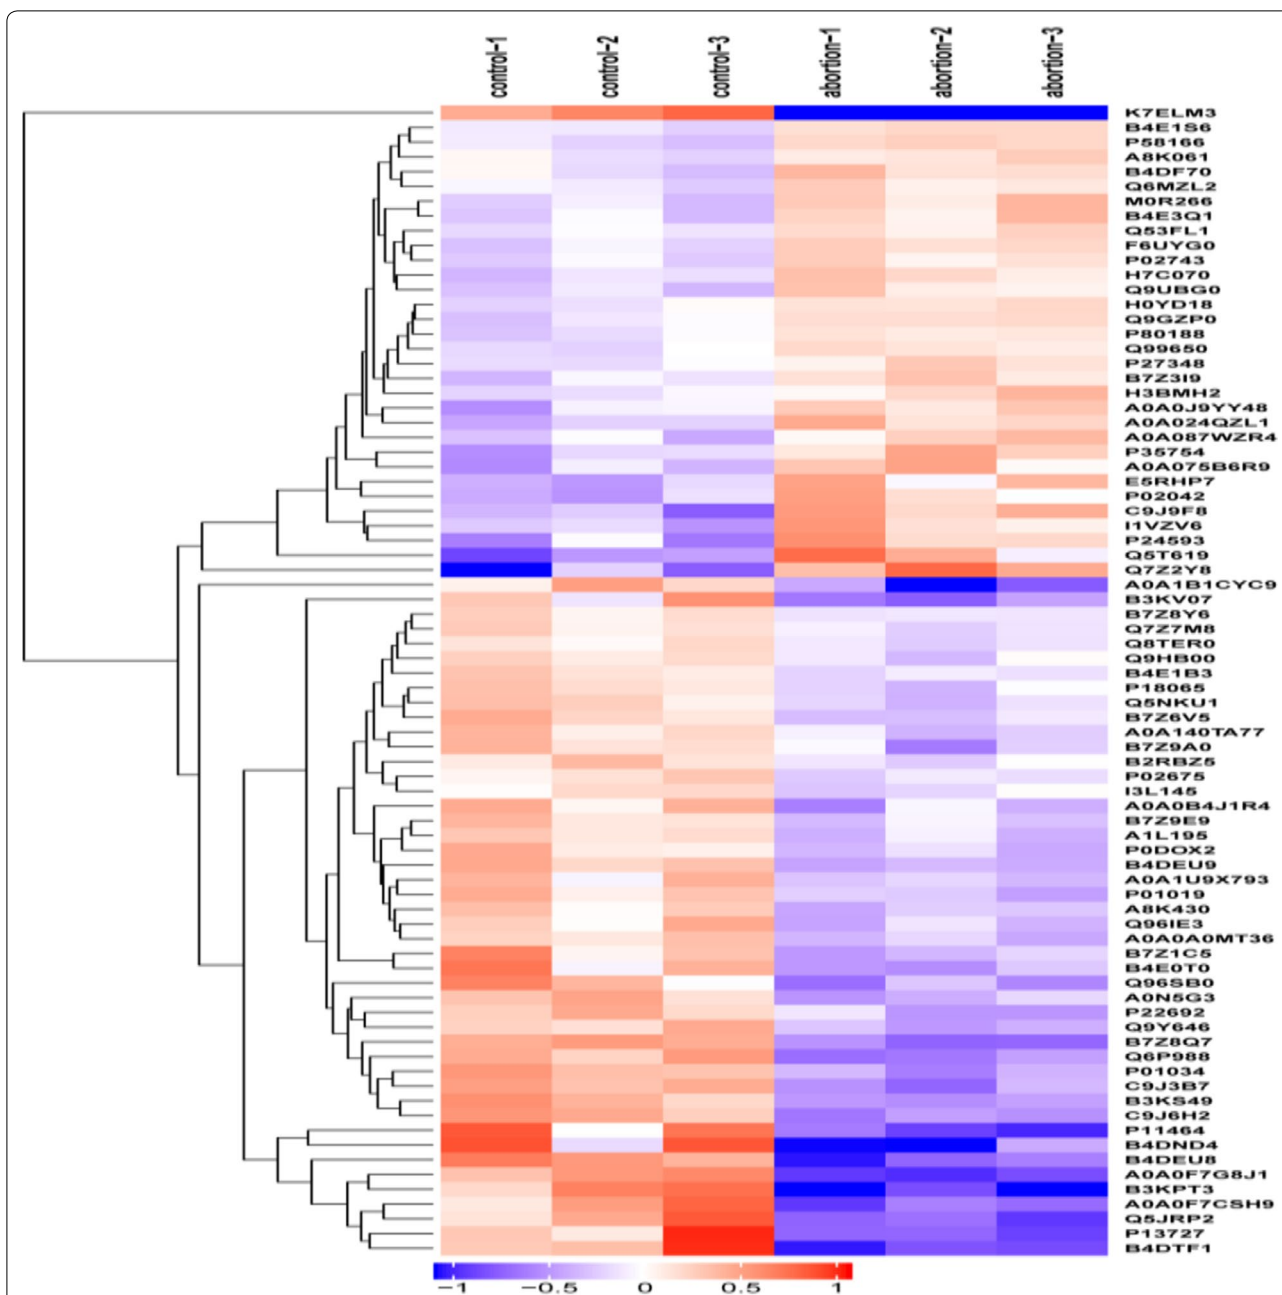 control-1
control-2
control-3
abortion-1
abortion-2
abortion-3
K7ELM3
B4E1S6
P58166
A8K061
B4DF70
Q6MZL2
M0R266
B4E3Q1
Q53FL1
F6UYG0
P02743
H7C070
Q9UBG0
H0YD18
Q9GZP0
P80188
Q99650
P27348
B7Z3I9
H3BMH2
A0A0J9YY48
A0A024QZL1
A0A087WZR4
P35754
A0A075B6R9
E5RHP7
P02042
C9J9F8
I1VZV6
P24593
Q5T619
Q7Z2Y8
A0A1B1CYC9
B3KV07
B7Z8Y6
Q7Z7M8
Q8TER0
Q9HB00
B4E1B3
P18065
Q5NKU1
B7Z6V5
A0A140TA77
B7Z9A0
B2RBZ5
P02675
I3L145
A0A0B4J1R4
B7Z9E9
A1L195
P0DOX2
B4DEU9
A0A1U9X793
P01019
A8K430
Q96IE3
A0A0A0MT36
B7Z1C5
B4E0T0
Q96SB0
A0N5G3
P22692
Q9Y646
B7Z8Q7
Q6P988
P01034
C9J3B7
B3KS49
C9J6H2
P11464
B4DND4
B4DEU8
A0A0F7G8J1
B3KPT3
A0A0F7CSH9
Q5JRP2
P13727
B4DTF1
−1 −0.5 0 0.5 1